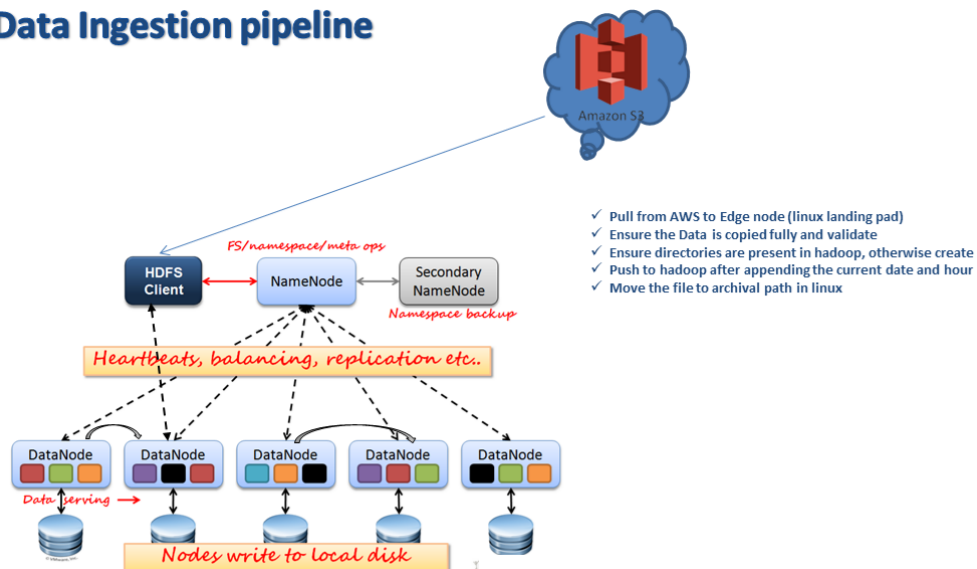 Data Ingestion pipeline
Amazon S3
✓ Pull from AWS to Edge node (linux landing pad)
✓ Ensure the Data is copied fully and validate
✓ Ensure directories are present in hadoop, otherwise create
✓ Push to hadoop after appending the current date and hour
✓ Move the file to archival path in linux
FS/namespace/meta ops
HDFS
Client
NameNode
Secondary
NameNode
Namespace backup
Heartbeats, balancing, replication etc..
DataNode
DataNode
DataNode
DataNode
DataNode
Data serving
Nodes write to local disk